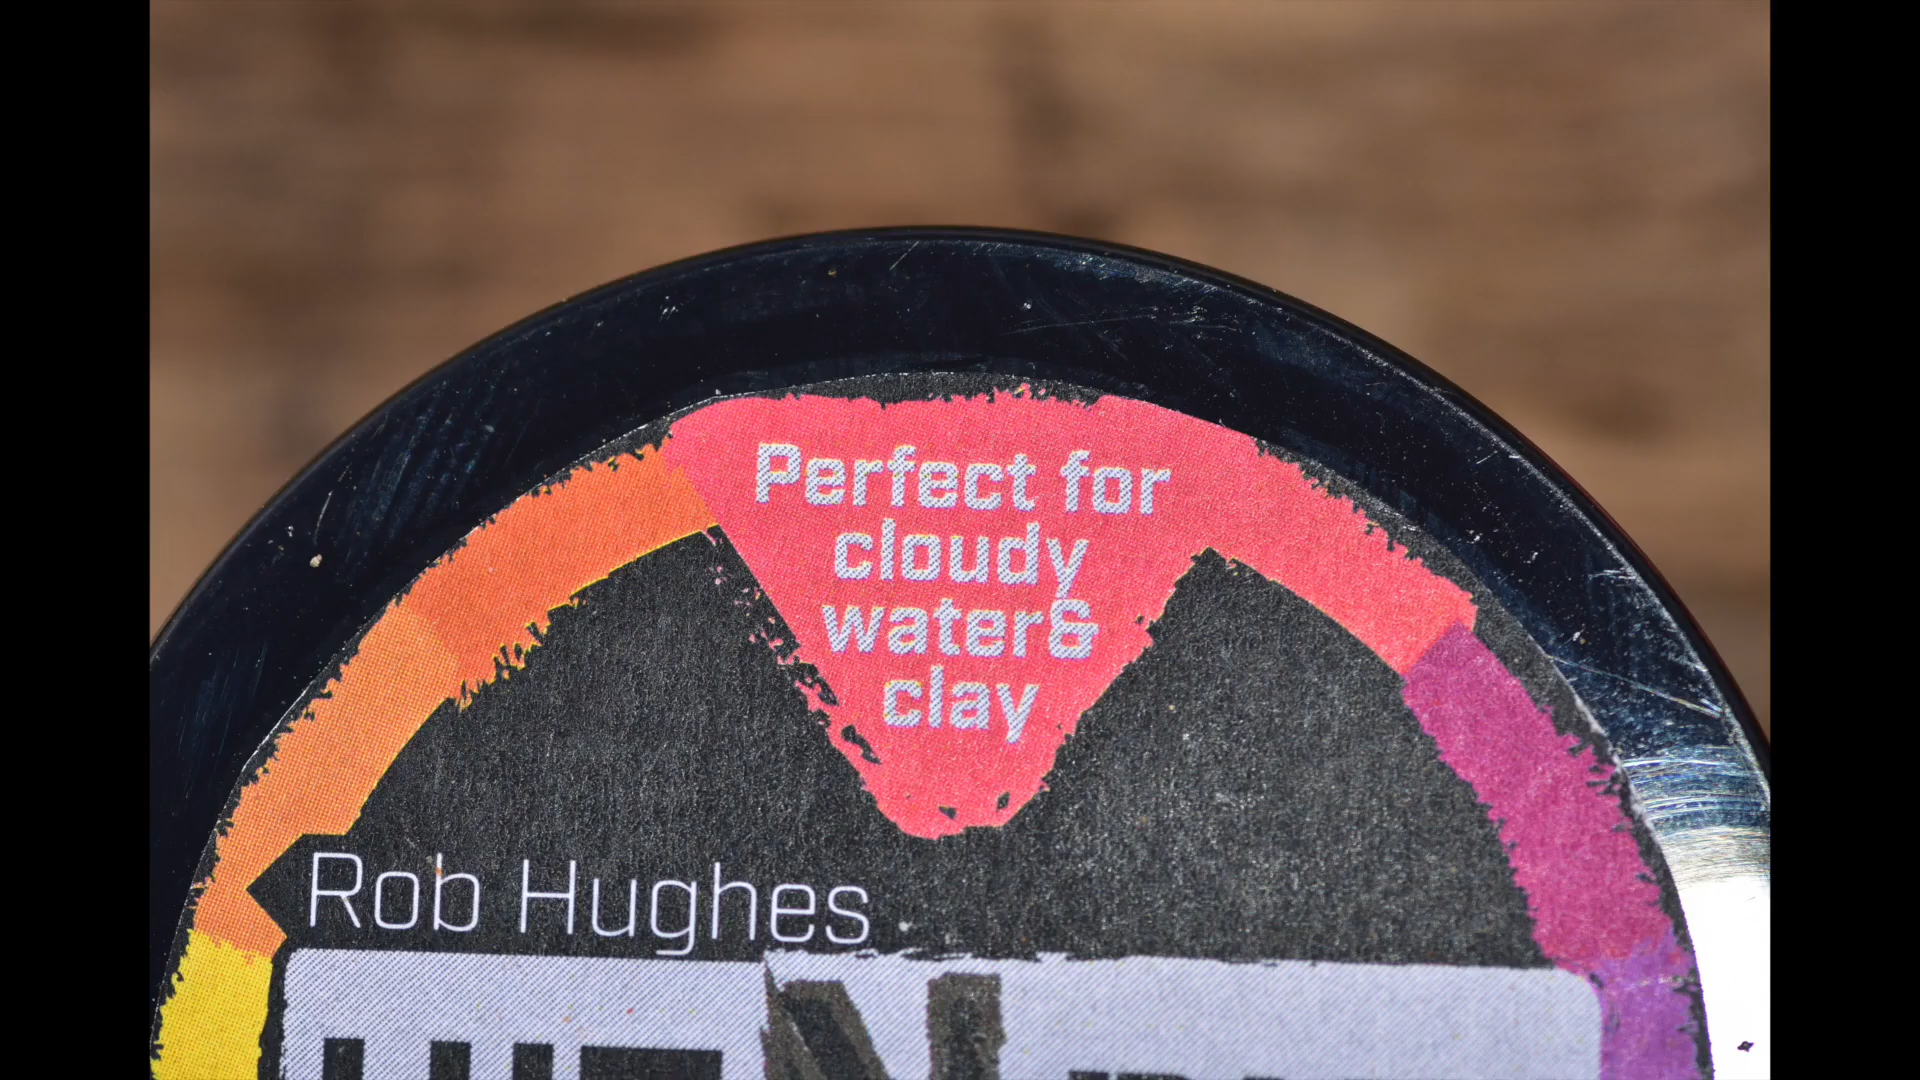 Perfect for
cloudy
water&
clay
Rob Hughes